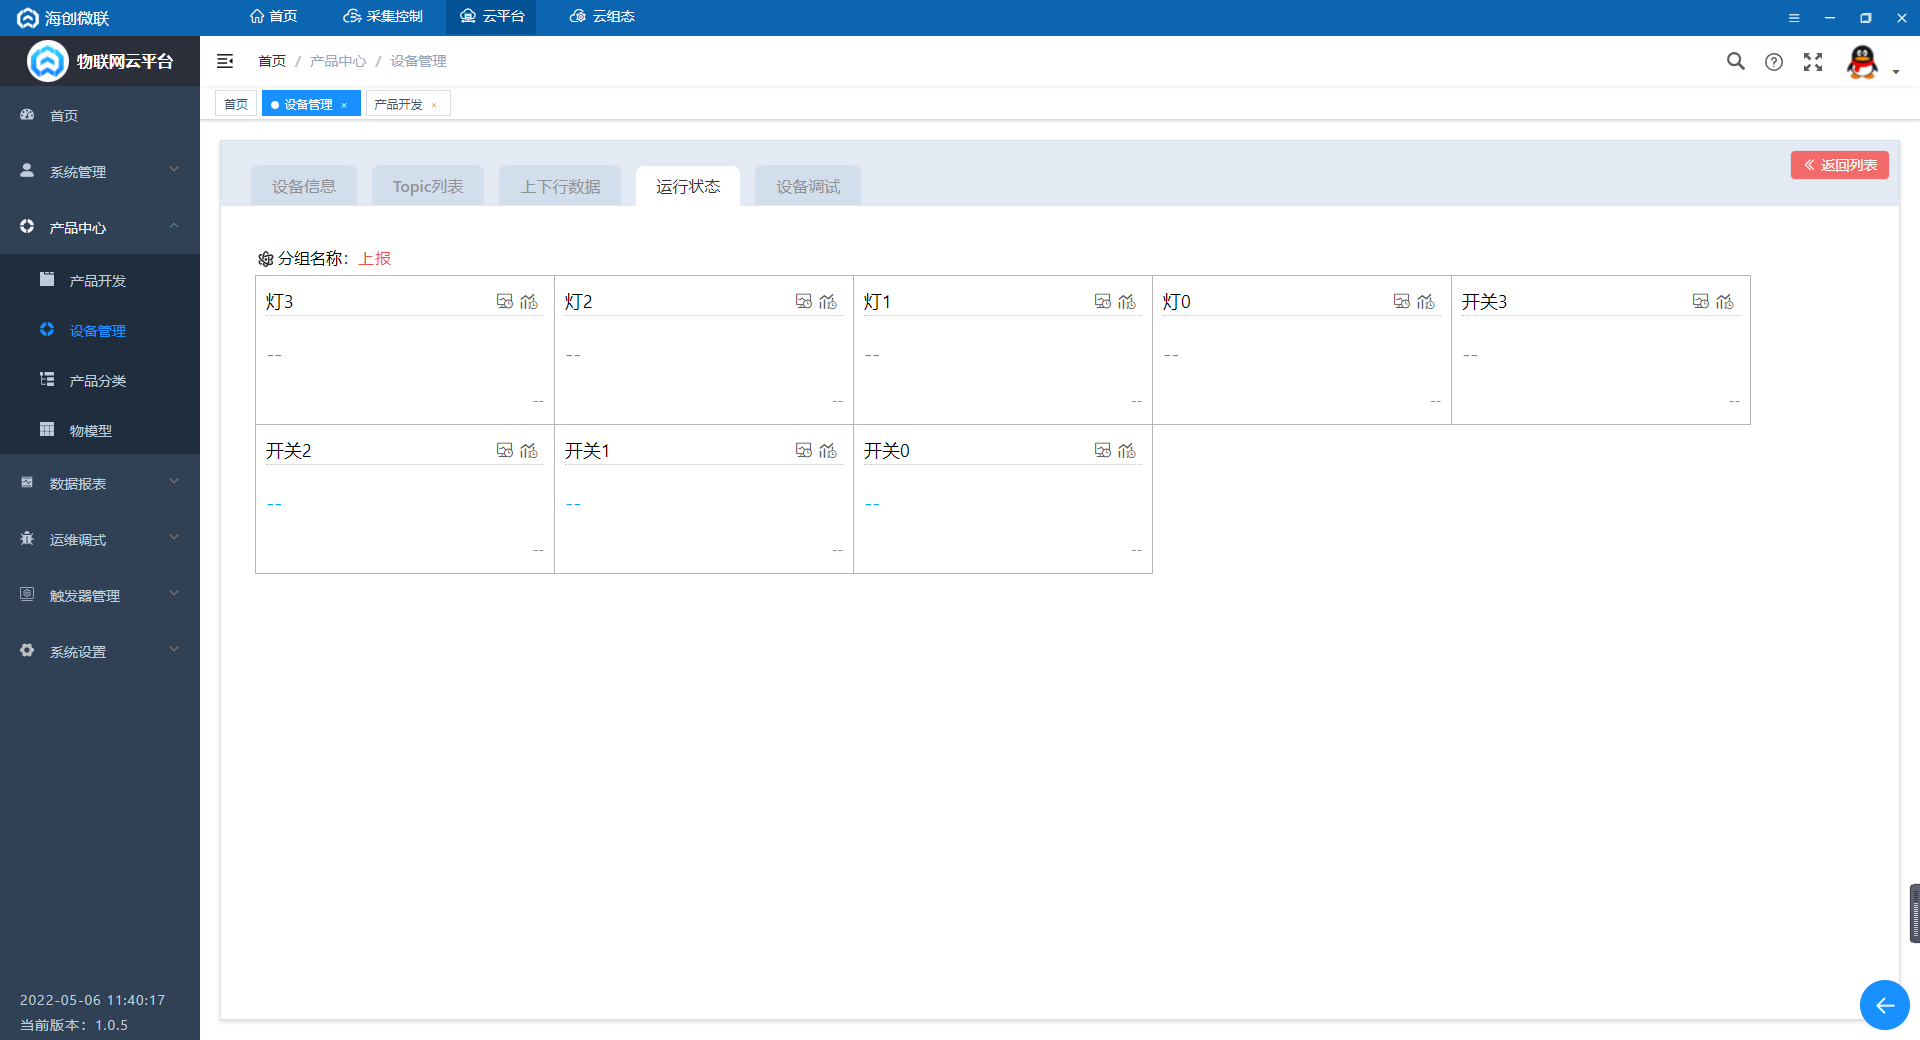 海创微联
首页
采集控制
云平台
云组态
物联网云平台
首页 / 产品中心 / 设备管理
首页
设备管理 ×
产品开发 ×
首页
系统管理
产品中心
产品开发
设备管理
产品分类
物模型
数据报表
运维调式
触发器管理
系统设置
2022-05-06 11:40:17
当前版本：1.0.5
设备信息
Topic列表
上下行数据
运行状态
设备调试
返回列表
分组名称：上报
灯3
--
--
灯2
--
--
灯1
--
--
灯0
--
--
开关3
--
--
开关2
--
--
开关1
--
--
开关0
--
--